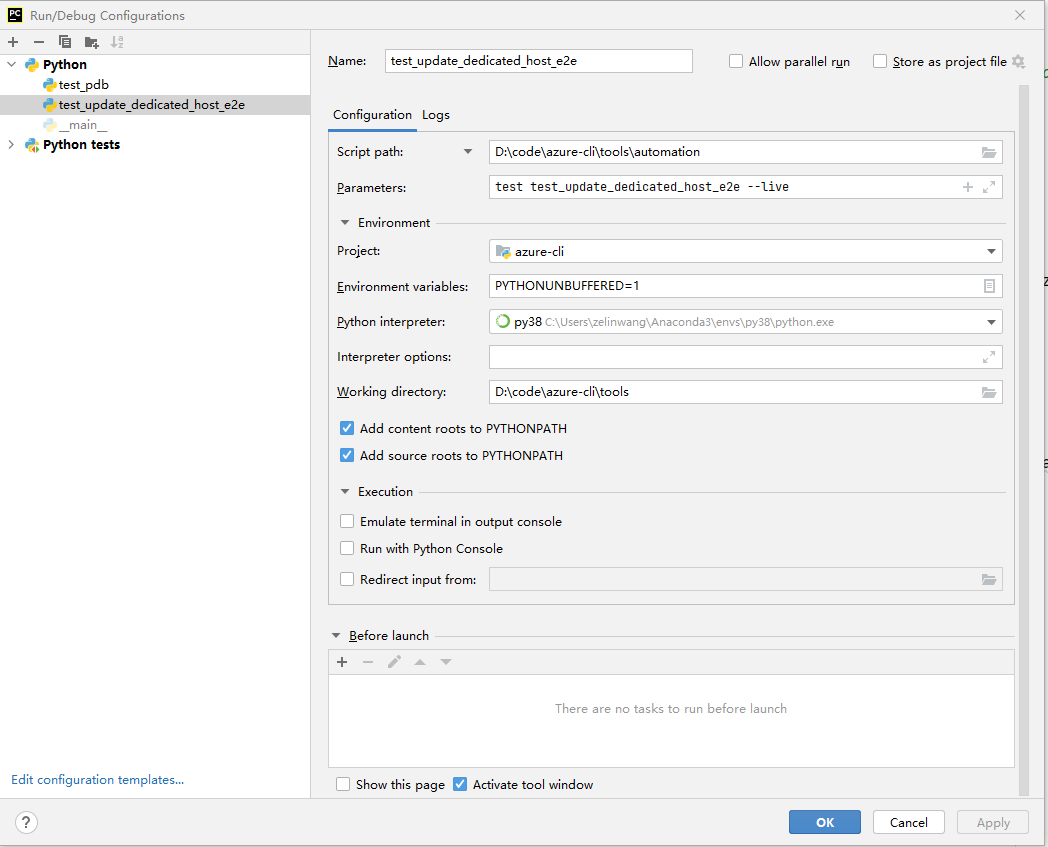 PC Run/Debug Configurations
Python
test_pdb
test_update_dedicated_host_e2e
__main__
Python tests
Edit configuration templates...
Name: test_update_dedicated_host_e2e Allow parallel run Store as project file
Configuration Logs
Script path: D:\code\azure-cli\tools\automation
Parameters: test test_update_dedicated_host_e2e --live
Environment
Project: azure-cli
Environment variables: PYTHONUNBUFFERED=1
Python interpreter: py38 C:\Users\zelinwang\Anaconda3\envs\py38\python.exe
Interpreter options:
Working directory: D:\code\azure-cli\tools
Add content roots to PYTHONPATH
Add source roots to PYTHONPATH
Execution
Emulate terminal in output console
Run with Python Console
Redirect input from:
Before launch
There are no tasks to run before launch
Show this page Activate tool window
? OK Cancel Apply